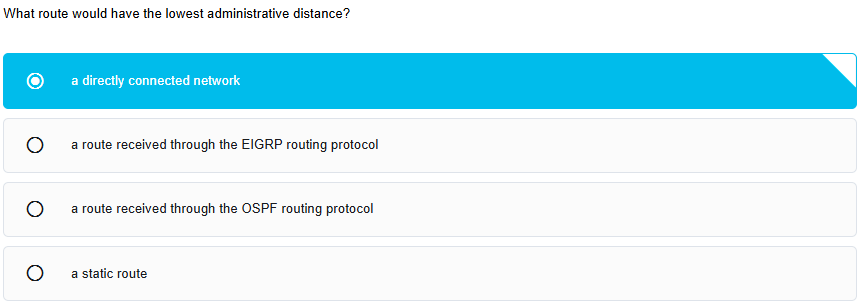 What route would have the lowest administrative distance?
a directly connected network
a route received through the EIGRP routing protocol
a route received through the OSPF routing protocol
a static route